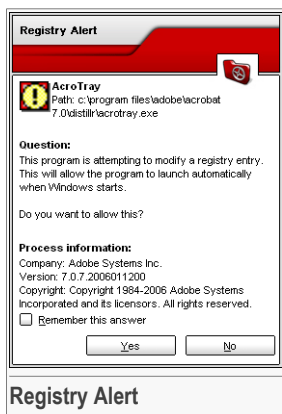 Registry Alert
AcroTray
Path: c:\program files\adobe\acrobat
7.0\distillr\acrotray.exe
Question:
This program is attempting to modify a registry entry.
This will allow the program to launch automatically
when Windows starts.
Do you want to allow this?
Process information:
Company: Adobe Systems Inc.
Version: 7.0.7.2006011200
Copyright: Copyright 1984-2006 Adobe Systems
Incorporated and its licensors. All rights reserved.
Remember this answer
Yes No
Registry Alert